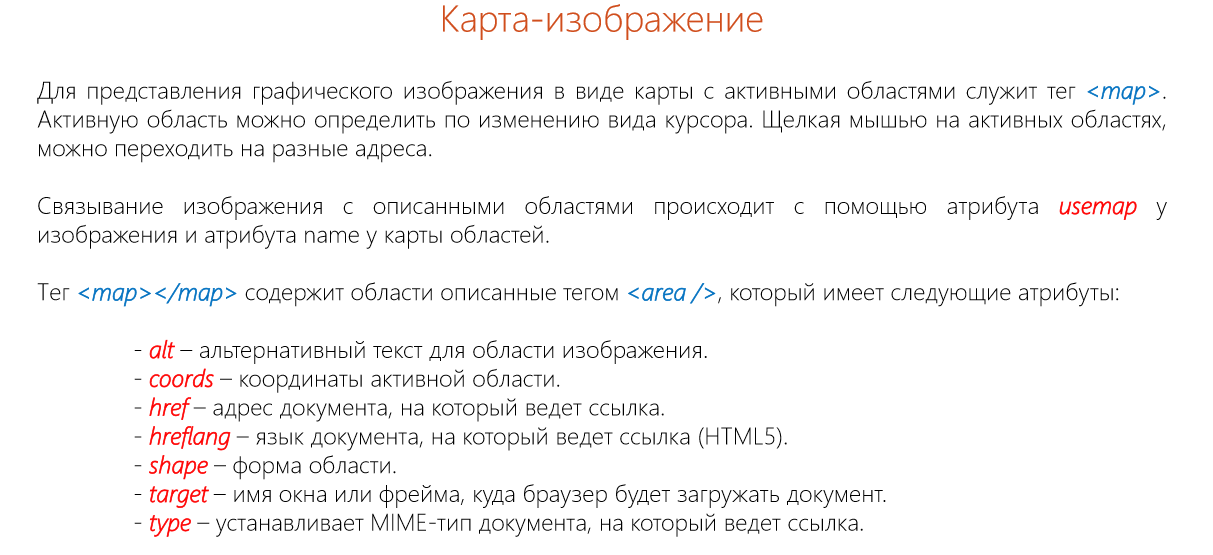 Карта-изображение
Для представления графического изображения в виде карты с активными областями служит тег <map>.
Активную область можно определить по изменению вида курсора. Щелкая мышью на активных областях,
можно переходить на разные адреса.
Связывание изображения с описанными областями происходит с помощью атрибута usemap у
изображения и атрибута name у карты областей.
Тег <map></map> содержит области описанные тегом <area />, который имеет следующие атрибуты:
- alt – альтернативный текст для области изображения.
- coords – координаты активной области.
- href – адрес документа, на который ведет ссылка.
- hreflang – язык документа, на который ведет ссылка (HTML5).
- shape – форма области.
- target – имя окна или фрейма, куда браузер будет загружать документ.
- type – устанавливает MIME-тип документа, на который ведет ссылка.